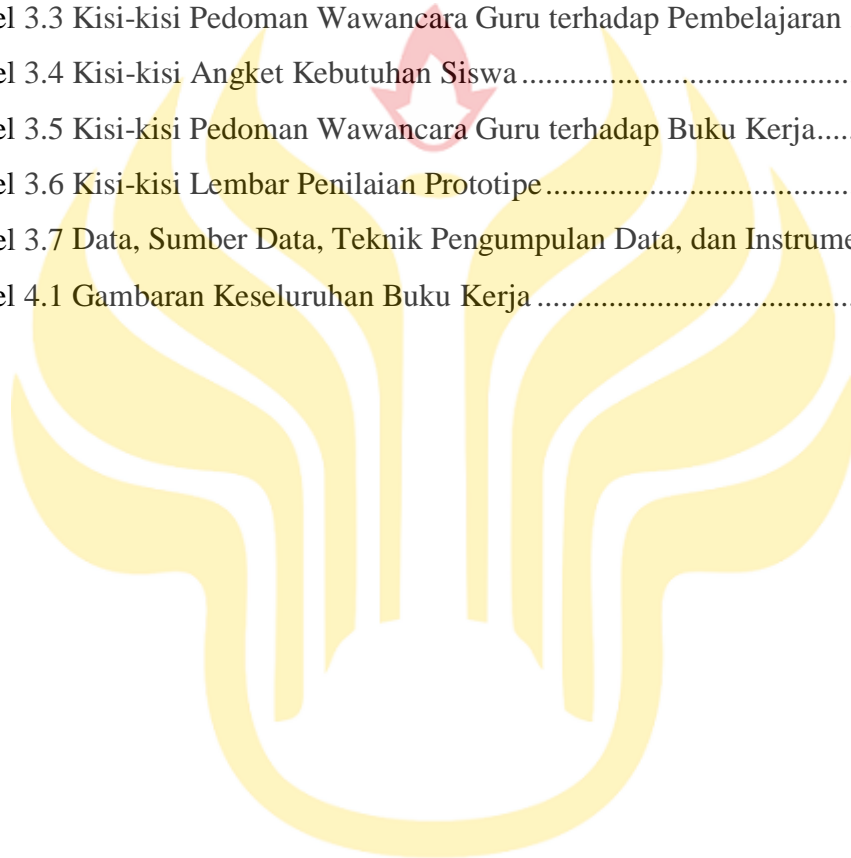 el 3.3 Kisi-kisi Pedoman Wawancara Guru terhadap Pembelajaran
el 3.4 Kisi-kisi Angket Kebutuhan Siswa.........................................
el 3.5 Kisi-kisi Pedoman Wawancara Guru terhadap Buku Kerja.....
el 3.6 Kisi-kisi Lembar Penilaian Prototipe......................................
el 3.7 Data, Sumber Data, Teknik Pengumpulan Data, dan Instrume
el 4.1 Gambaran Keseluruhan Buku Kerja.......................................